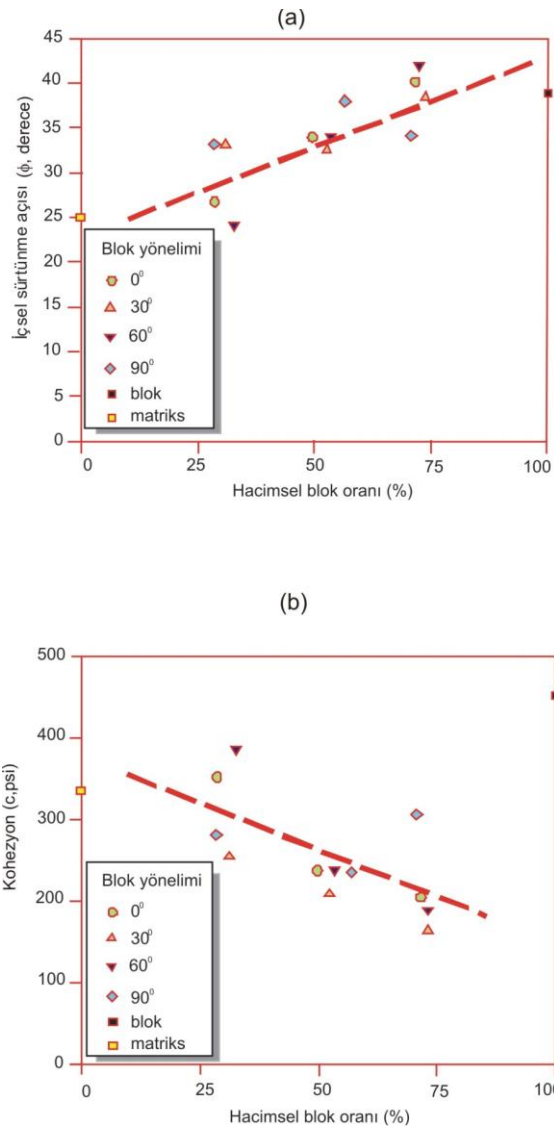 (a)
45
40
35
30
25
20
15
10
5
0
İçsel sürtünme açısı (ϕ, derece)
Blok yönelimi
0⁰
30⁰
60⁰
90⁰
blok
matriks
0
25
50
75
100
Hacimsel blok oranı (%)
(b)
500
400
300
200
100
0
Kohezyon (c,psi)
Blok yönelimi
0⁰
30⁰
60⁰
90⁰
blok
matriks
0
25
50
75
100
Hacimsel blok oranı (%)